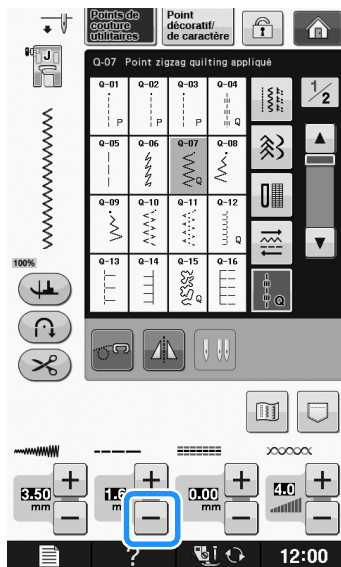 Points de
couture
utilitaires
Point
décoratif/
de caractère
J
Q-07 Point zigzag quilting appliqué
1/2
Q-01 Q-02 Q-03 Q-04
P P P Q
Q-05 Q-06 Q-07 Q-08
Q
Q-09 Q-10 Q-11 Q-12
Q
Q-13 Q-14 Q-15 Q-16
Q
Q
100%
3.50 1.6 0.00 4.0
mm mm mm
? i 12:00